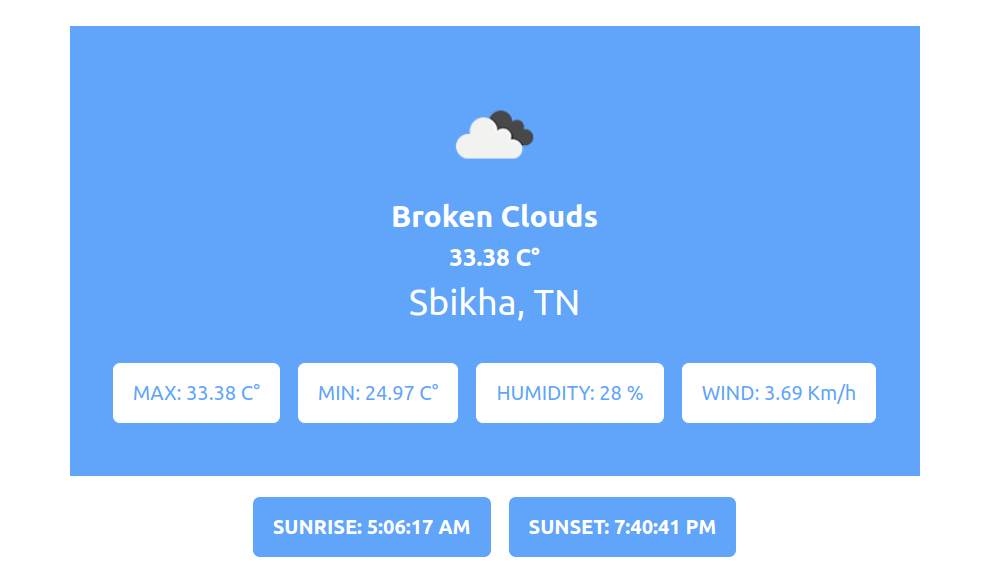 Broken Clouds
33.38 C°
Sbikha, TN
MAX: 33.38 C°
MIN: 24.97 C°
HUMIDITY: 28 %
WIND: 3.69 Km/h
SUNRISE: 5:06:17 AM
SUNSET: 7:40:41 PM